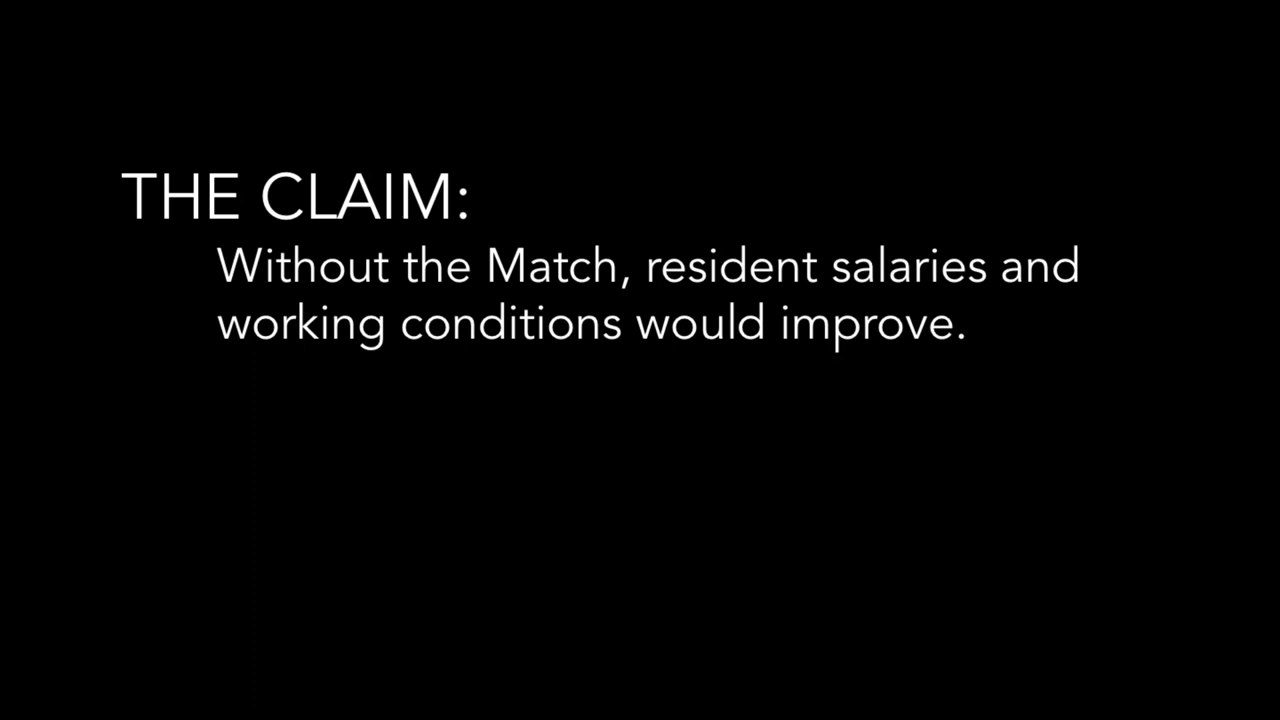 THE CLAIM:
Without the Match, resident salaries and
working conditions would improve.